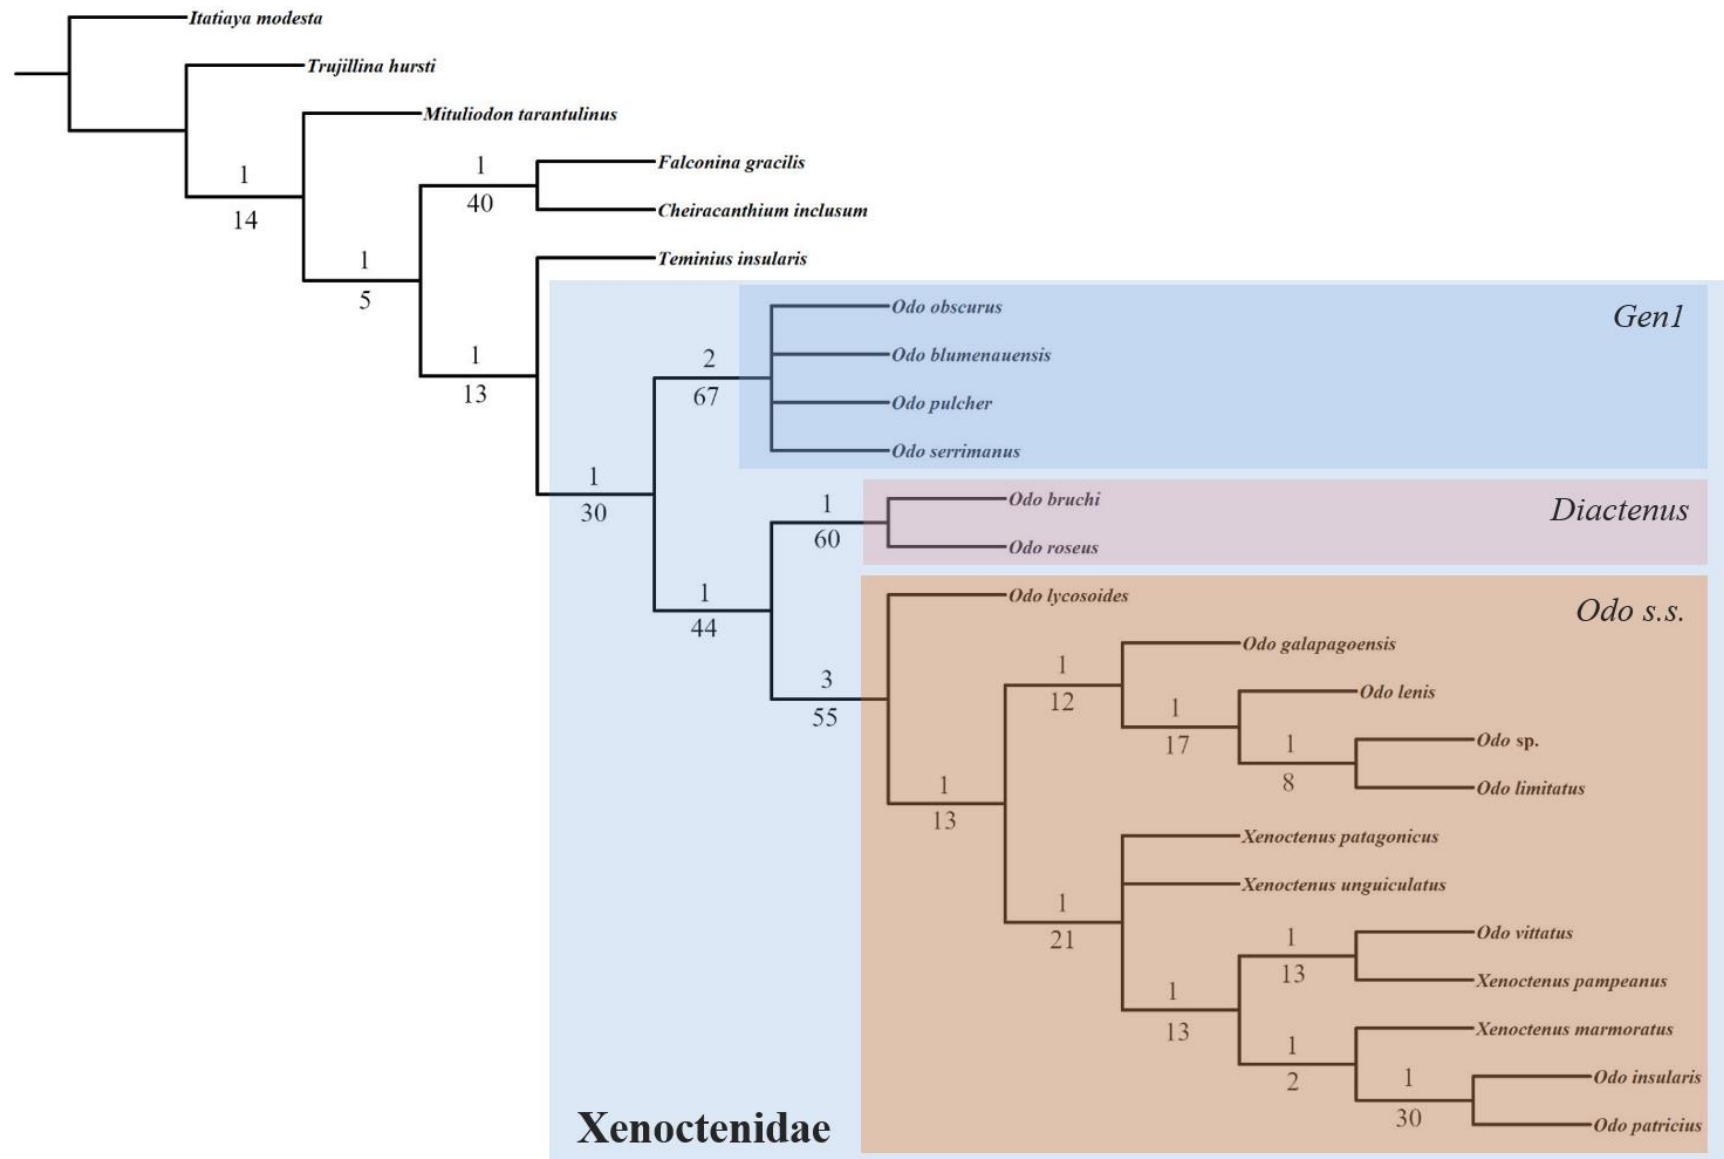 Itatiaya modesta
Trujillina hursti
Mituliodon tarantulinus
1
14
Falconina gracilis
1
40
Cheiracanthium inclusum
1
5
Teminius insularis
1
13
Odo obscurus
Gen1
Odo blumenauensis
2
67
Odo pulcher
Odo serrimanus
1
30
Odo bruchi
Diactenus
1
60
Odo roseus
1
44
Odo lycosoides
Odo s.s.
Odo galapagoensis
1
12
3
55
Odo lenis
1
17
Odo sp.
1
8
Odo limitatus
1
13
Xenoctenus patagonicus
Xenoctenus unguiculatus
1
21
Odo vittatus
1
13
Xenoctenus pampeanus
1
13
Xenoctenus marmoratus
1
2
Odo insularis
1
30
Odo patricius
Xenoctenidae